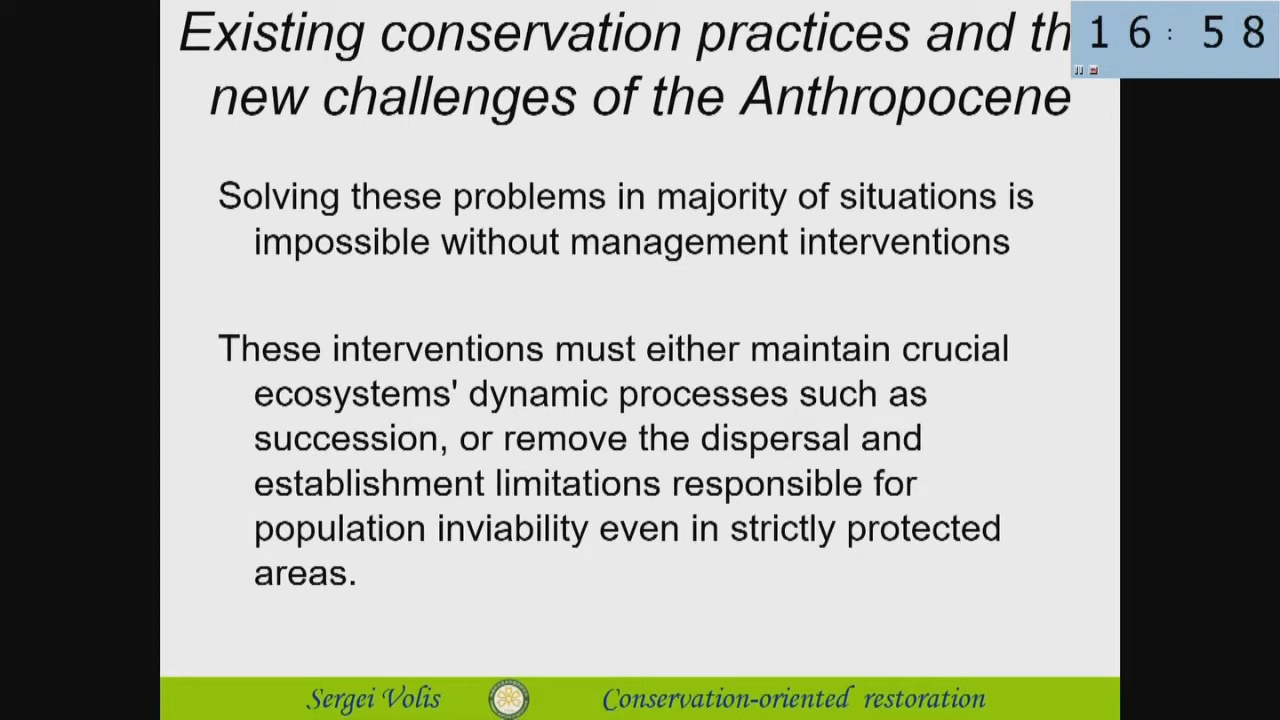 Existing conservation practices and th
16:58
new challenges of the Anthropocene
Solving these problems in majority of situations is
impossible without management interventions
These interventions must either maintain crucial
ecosystems' dynamic processes such as
succession, or remove the dispersal and
establishment limitations responsible for
population inviability even in strictly protected
areas.
Sergei Volis
Conservation-oriented restoration